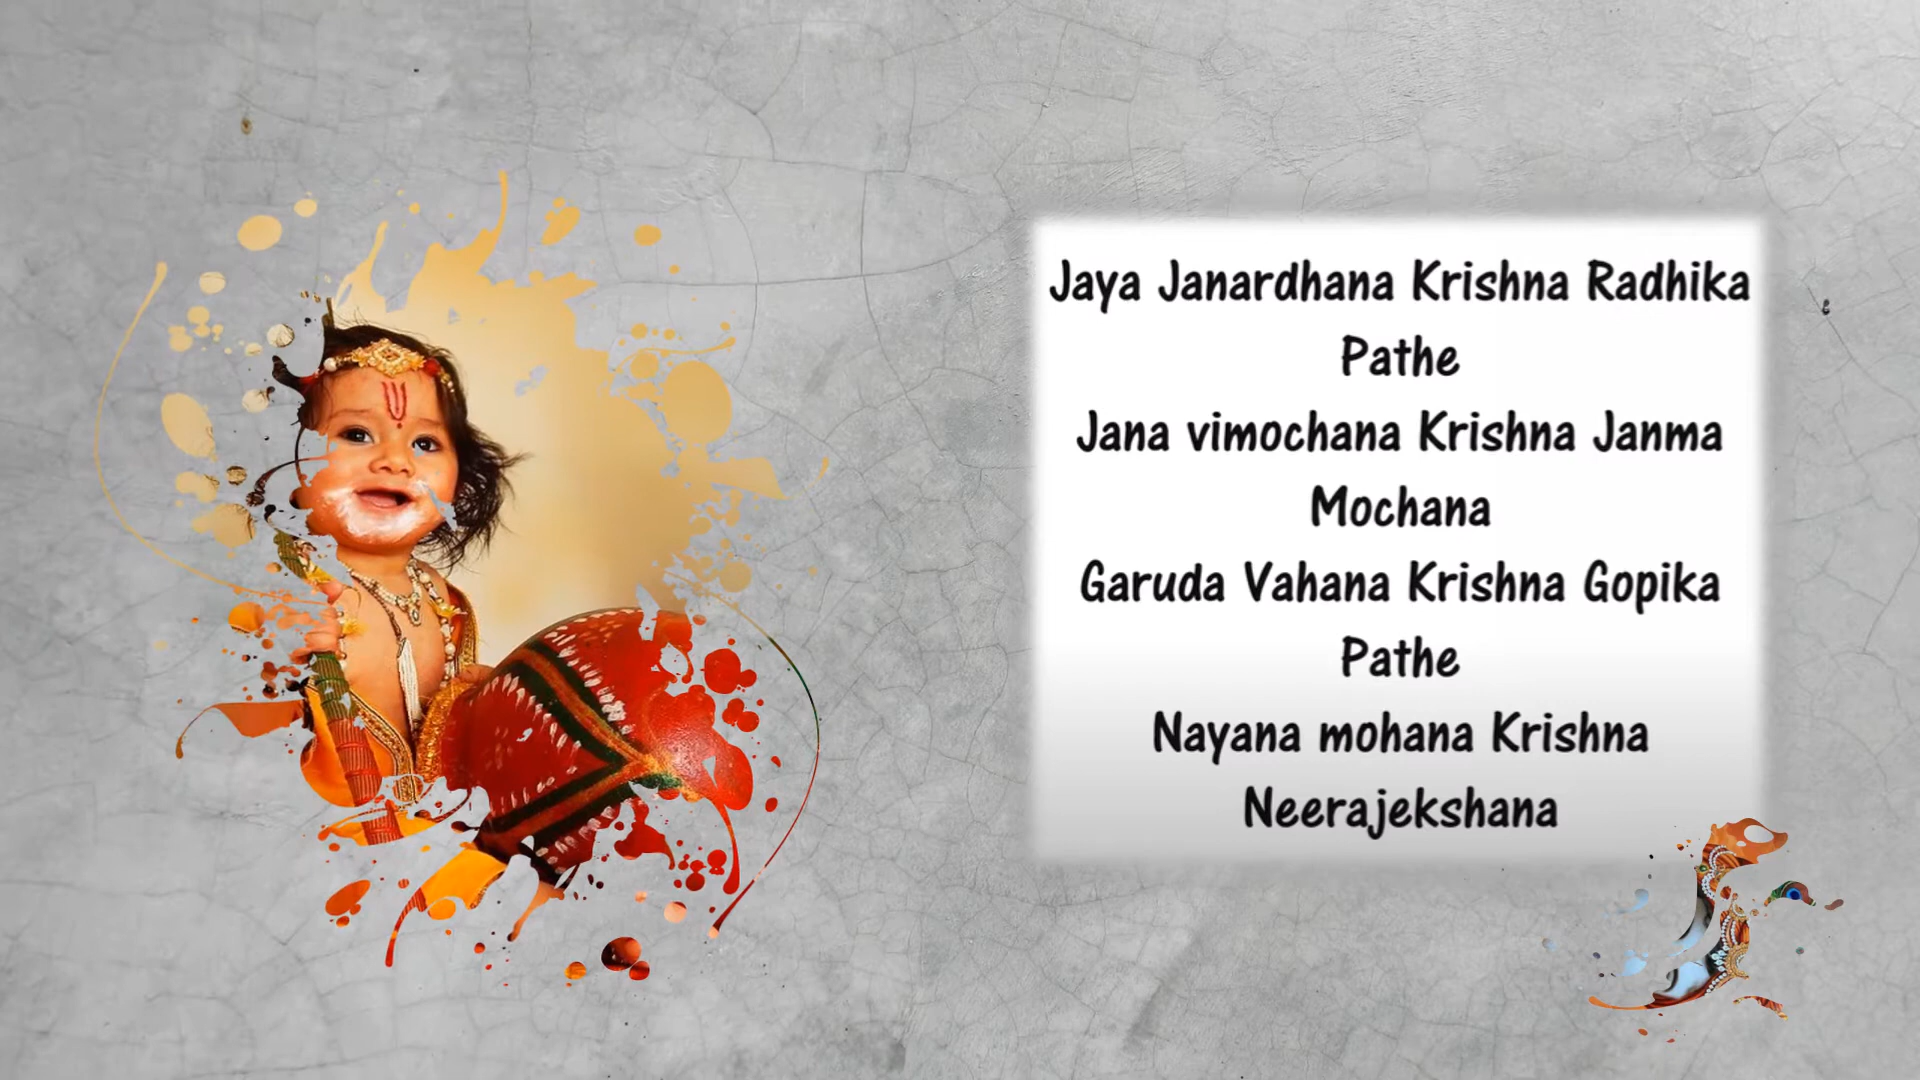 Jaya Janardhana Krishna Radhika
Pathe
Jana vimochana Krishna Janma
Mochana
Garuda Vahana Krishna Gopika
Pathe
Nayana mohana Krishna
Neerajekshana